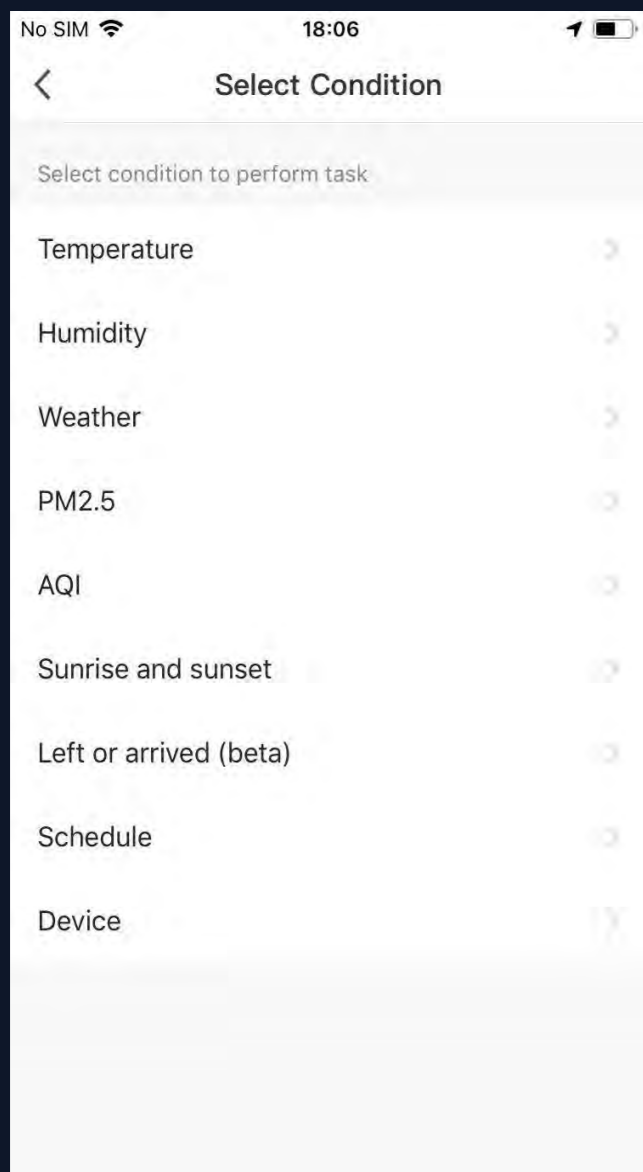 No SIM 18:06
Select Condition
Select condition to perform task
Temperature
Humidity
Weather
PM2.5
AQI
Sunrise and sunset
Left or arrived (beta)
Schedule
Device